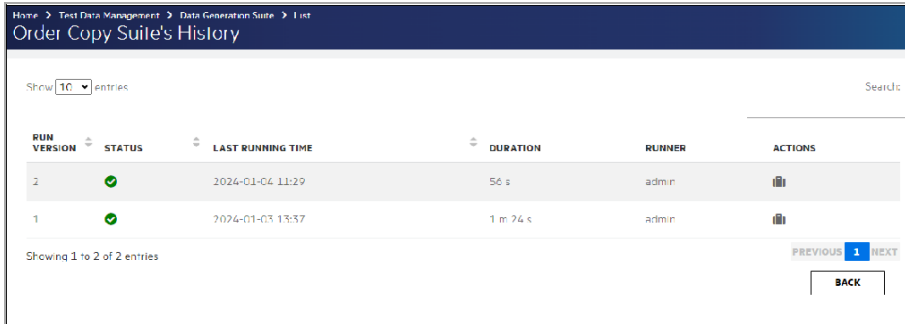 Home > Test Data Management > Data Generation Suite > List
Order Copy Suite's History
Show 10 entries
Search:
RUN VERSION STATUS LAST RUNNING TIME DURATION RUNNER ACTIONS
2 2024-01-04 11:29 56 s admin
1 2024-01-03 13:37 1 m 24 s admin
Showing 1 to 2 of 2 entries
PREVIOUS 1 NEXT
BACK